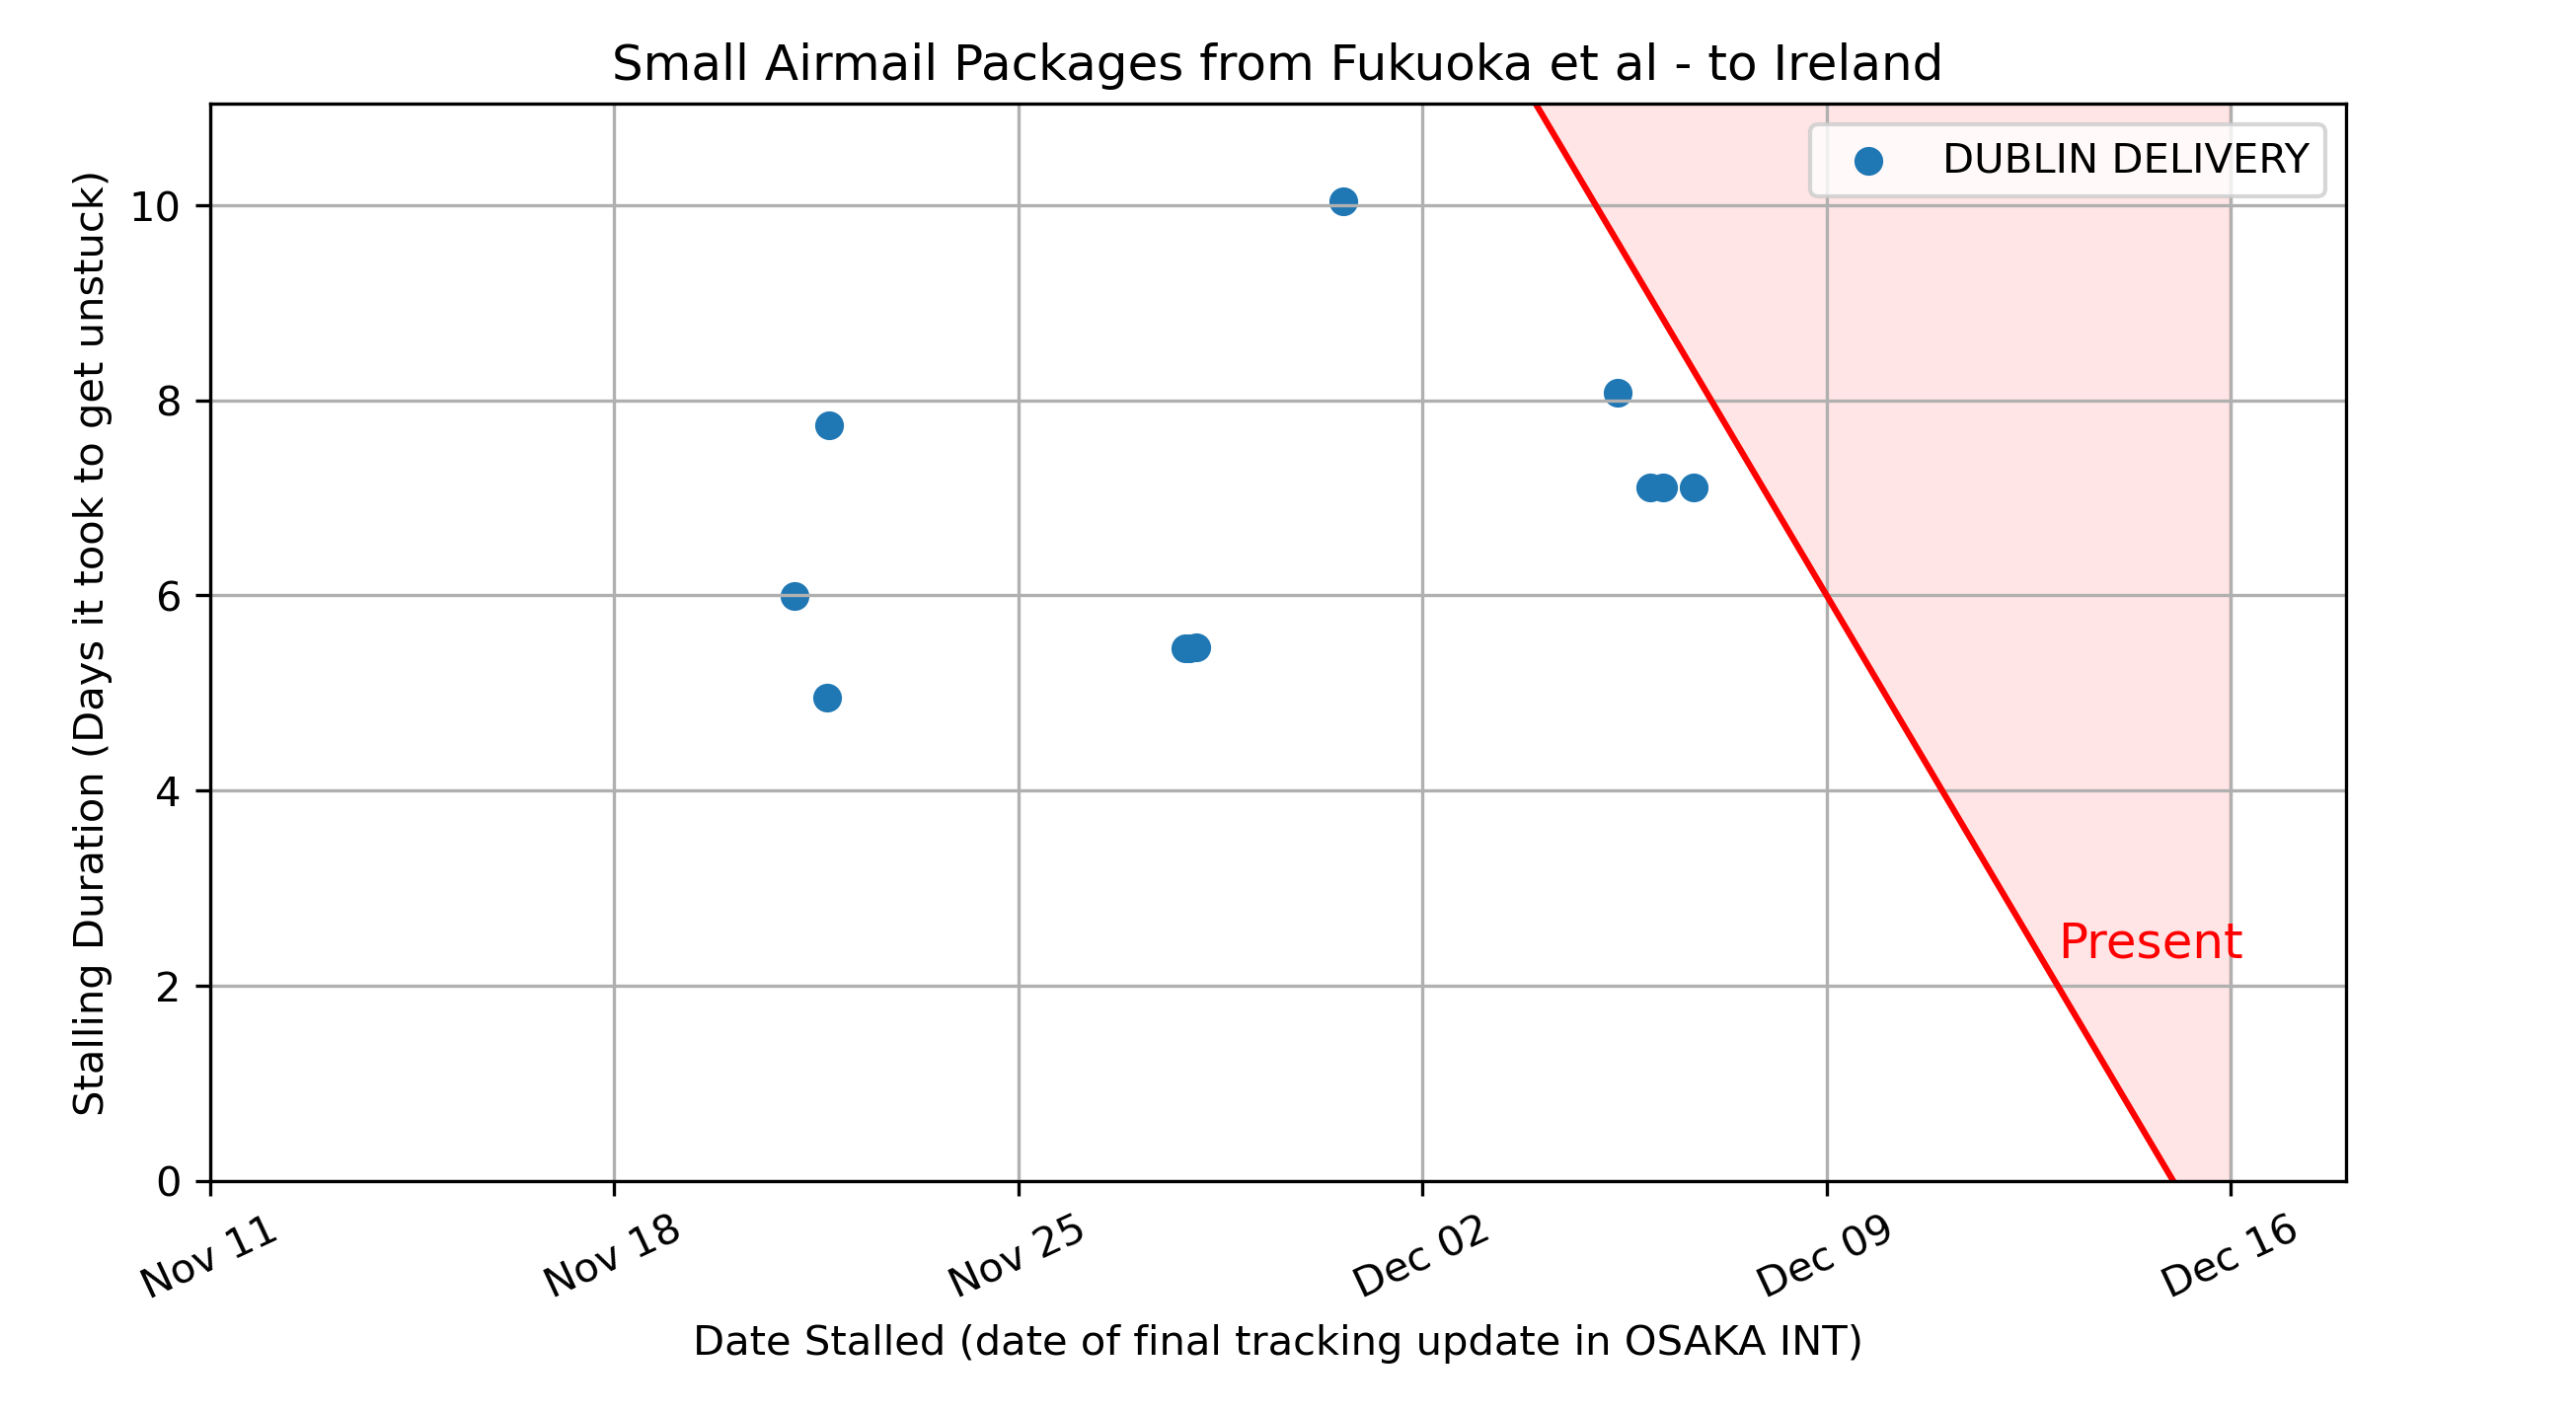 Small Airmail Packages from Fukuoka et al - to Ireland
DUBLIN DELIVERY
Stalling Duration (Days it took to get unstuck)
10
8
6
4
2
0
Present
Nov 11
Nov 18
Nov 25
Dec 02
Dec 09
Dec 16
Date Stalled (date of final tracking update in OSAKA INT)